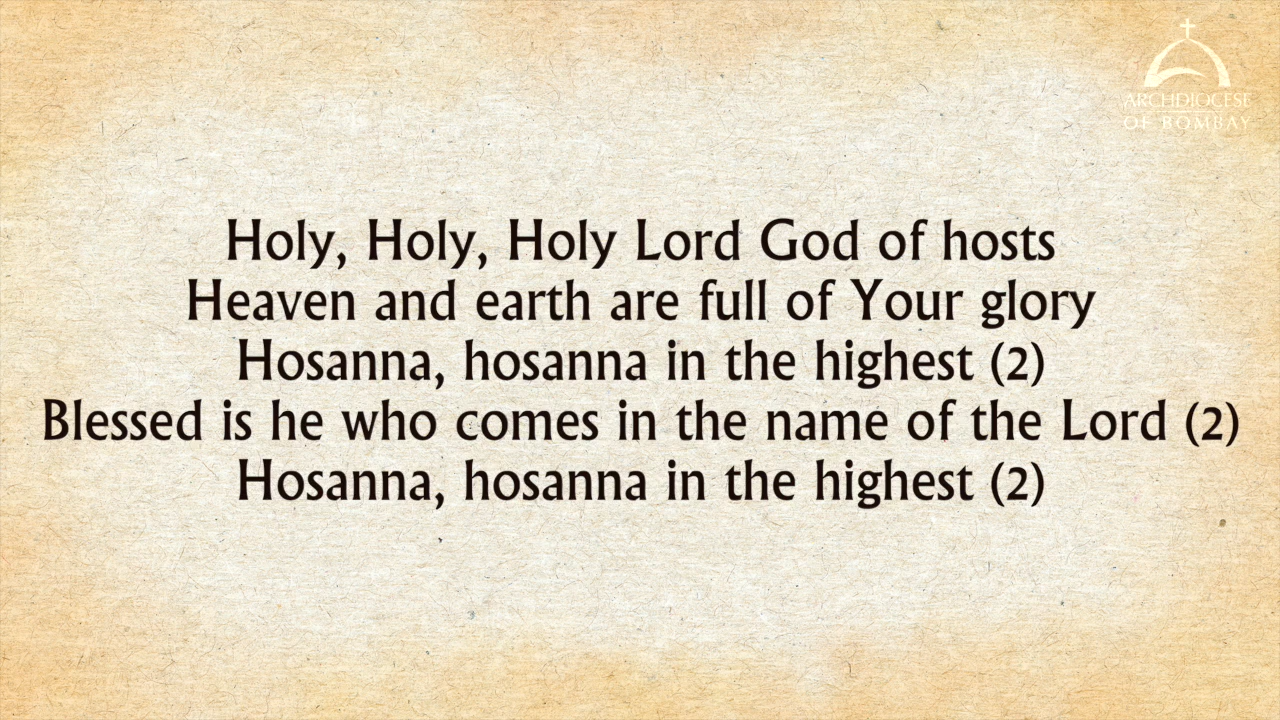 ARCHDIOCESE
OF BOMBAY
Holy, Holy, Holy Lord God of hosts
Heaven and earth are full of Your glory
Hosanna, hosanna in the highest (2)
Blessed is he who comes in the name of the Lord (2)
Hosanna, hosanna in the highest (2)